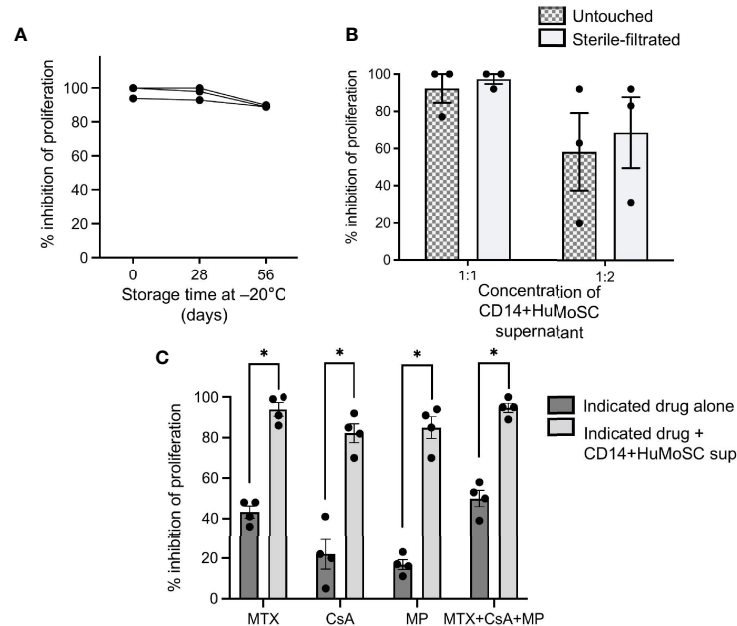 A
% inhibition of proliferation
100
80
60
40
20
0
0 28 56
Storage time at –20°C
(days)
B
Untouched
Sterile-filtrated
% inhibition of proliferation
100
80
60
40
20
0
1:1 1:2
Concentration of
CD14+HuMoSC
supernatant
C
% inhibition of proliferation
100
80
60
40
20
0
* * * *
MTX CsA MP MTX+CsA+MP
Indicated drug alone
Indicated drug +
CD14+HuMoSC sup